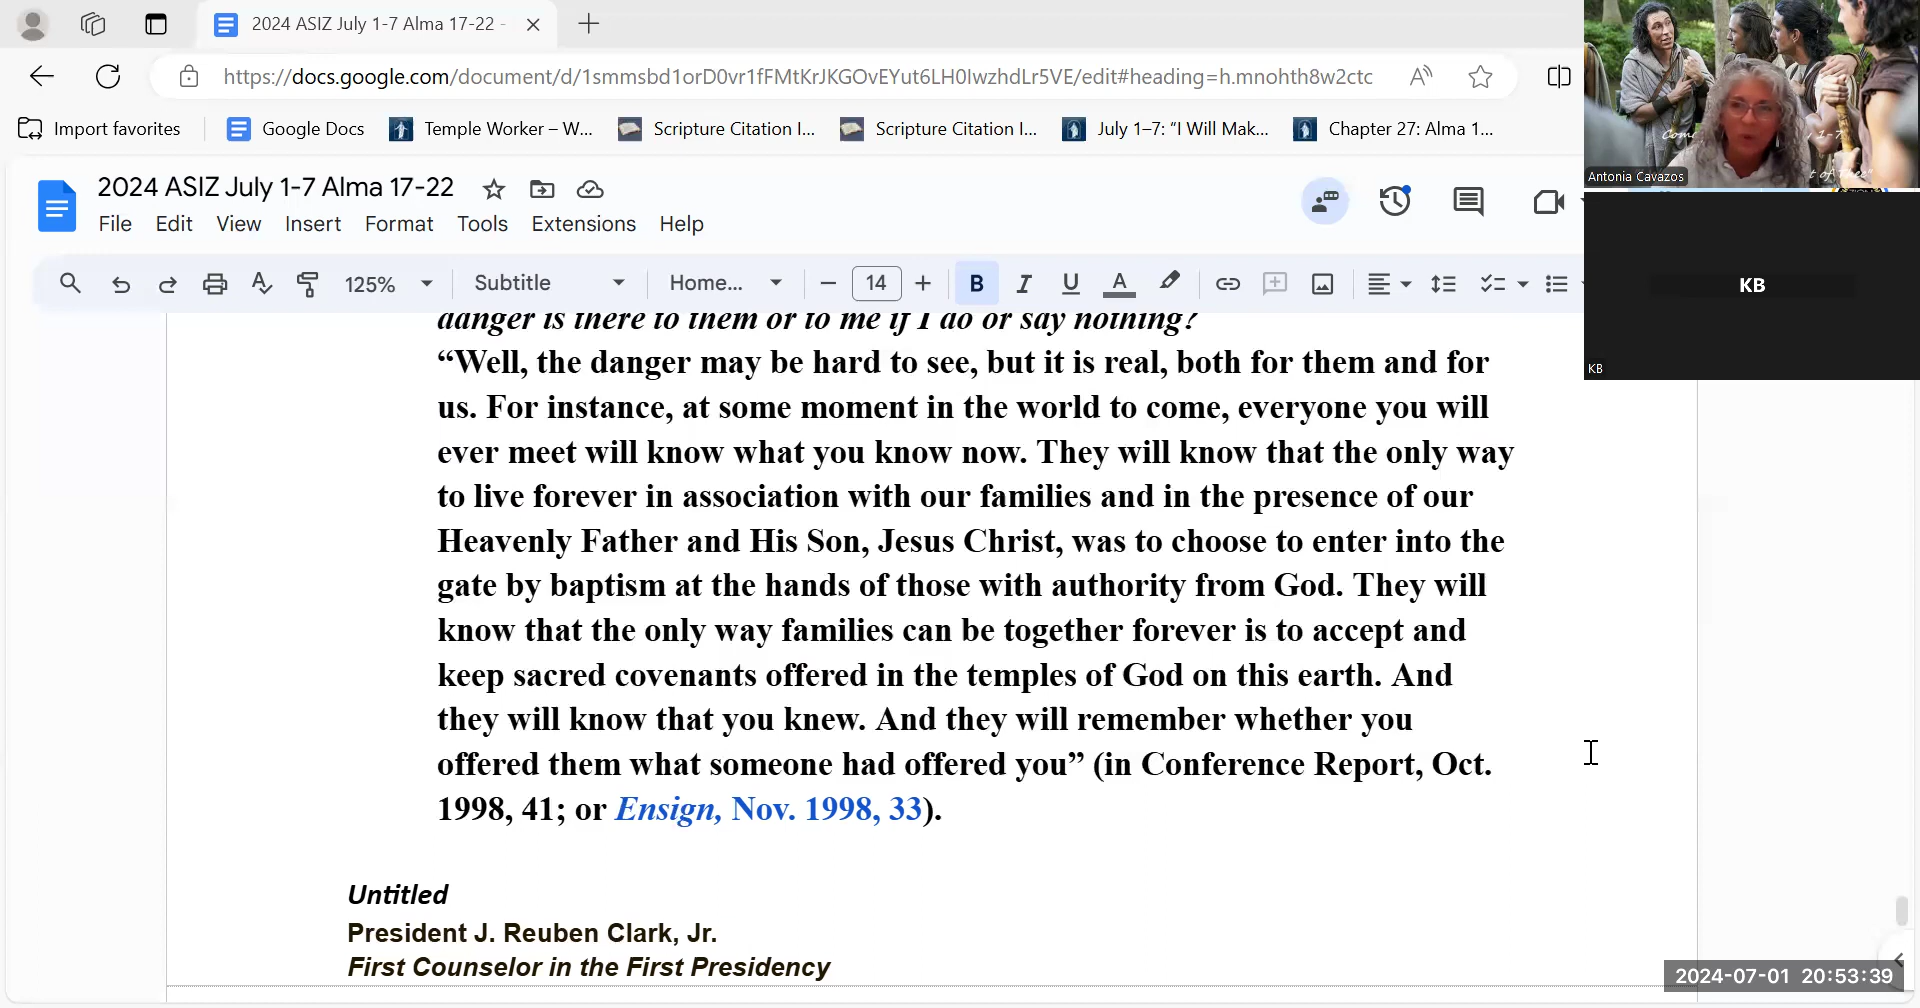 2024 ASIZ July 1-7 Alma 17-22 -
https://docs.google.com/document/d/1smmsbd1orD0vr1fFMtKrJKGOvEYut6LH0IwzhdLr5VE/edit#heading=h.mnohth8w2ctc
Import favorites
Google Docs
Temple Worker – W...
Scripture Citation I...
Scripture Citation I...
July 1–7: “I Will Mak...
Chapter 27: Alma 1...
2024 ASIZ July 1-7 Alma 17-22
File Edit View Insert Format Tools Extensions Help
125% Subtitle Home... 14 B I U A
Antonia Cavazos
KB
KB
danger is there to them or to me if I do or say nothing?
“Well, the danger may be hard to see, but it is real, both for them and for
us. For instance, at some moment in the world to come, everyone you will
ever meet will know what you know now. They will know that the only way
to live forever in association with our families and in the presence of our
Heavenly Father and His Son, Jesus Christ, was to choose to enter into the
gate by baptism at the hands of those with authority from God. They will
know that the only way families can be together forever is to accept and
keep sacred covenants offered in the temples of God on this earth. And
they will know that you knew. And they will remember whether you
offered them what someone had offered you” (in Conference Report, Oct.
1998, 41; or Ensign, Nov. 1998, 33).
Untitled
President J. Reuben Clark, Jr.
First Counselor in the First Presidency
2024-07-01 20:53:39